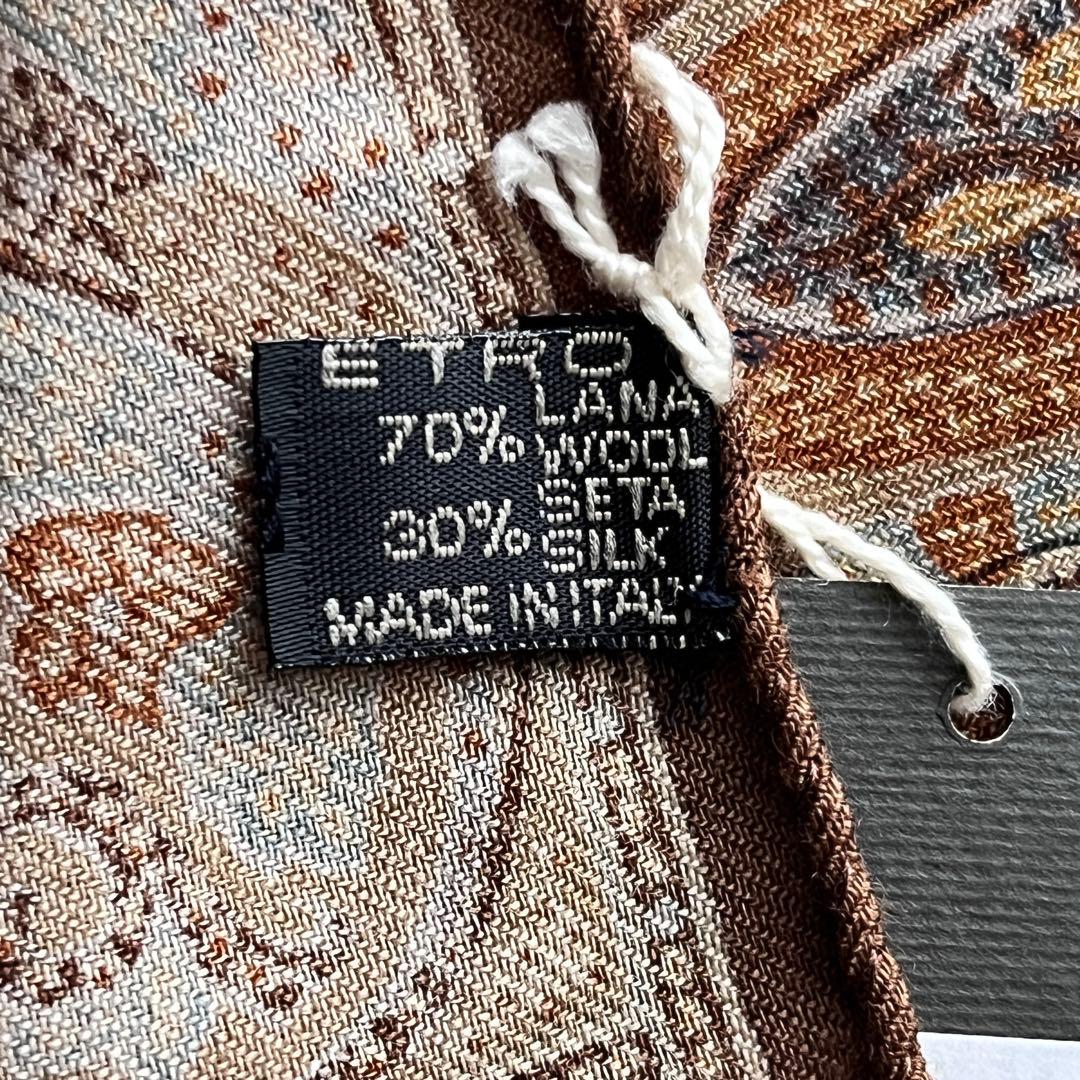 ETRO
70% LANA
WOOL
30% SETA
SILK
MADE IN ITALY